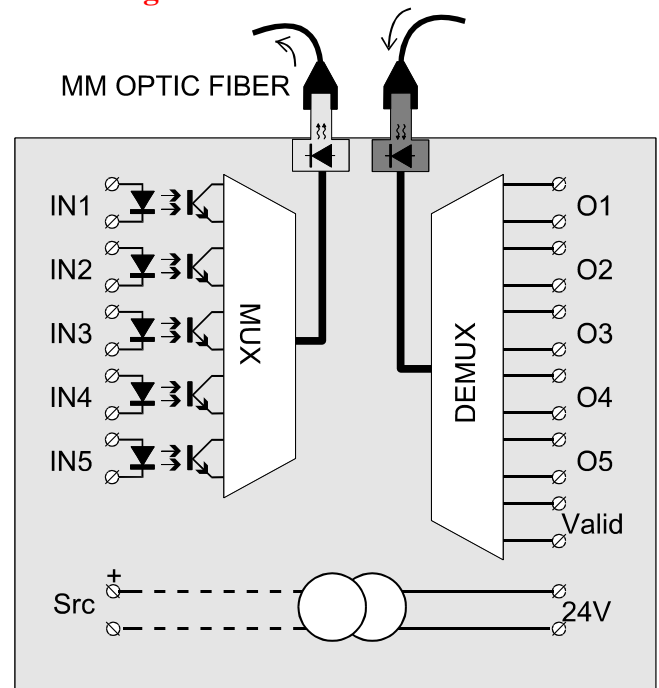 MM OPTIC FIBER
IN1
O1
IN2
O2
IN3
MUX
O3
DEMUX
IN4
O4
IN5
O5
Valid
+
Src
24V